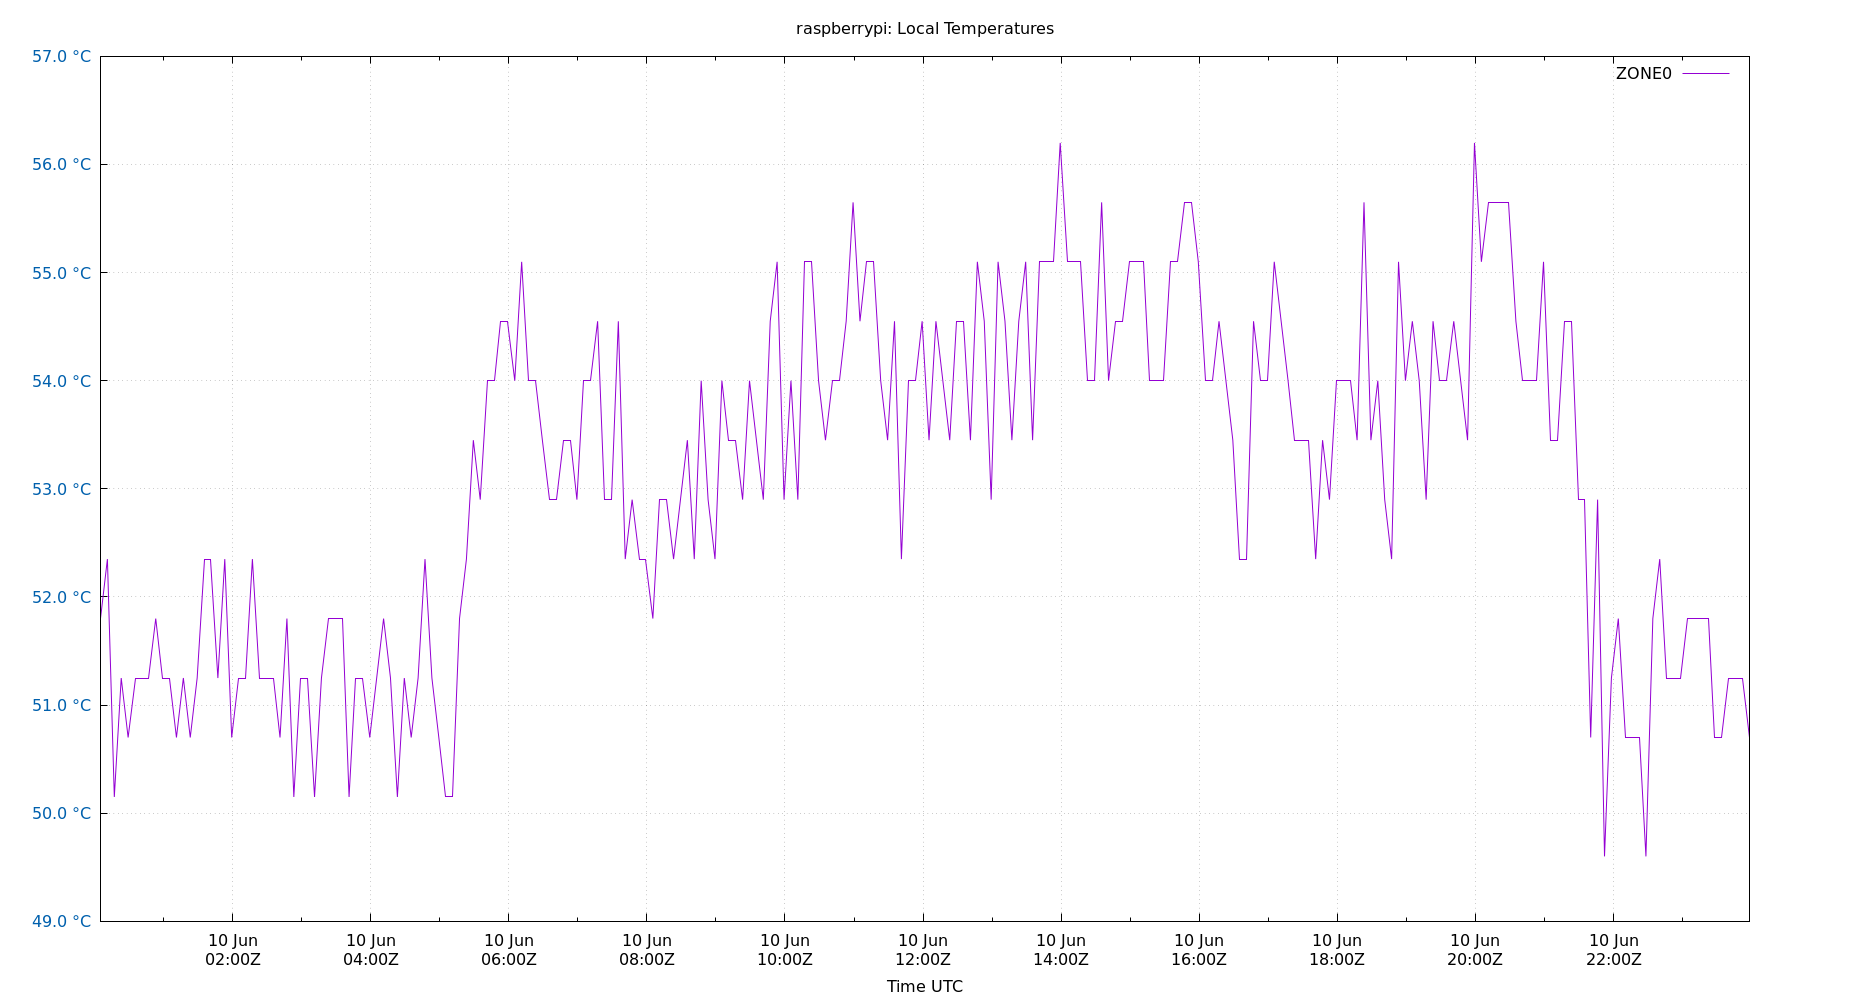 raspberrypi: Local Temperatures
57.0 °C
ZONE0
56.0 °C
55.0 °C
54.0 °C
53.0 °C
52.0 °C
51.0 °C
50.0 °C
49.0 °C
10 Jun 10 Jun 10 Jun 10 Jun 10 Jun 10 Jun 10 Jun 10 Jun 10 Jun 10 Jun 10 Jun
02:00Z 04:00Z 06:00Z 08:00Z 10:00Z 12:00Z 14:00Z 16:00Z 18:00Z 20:00Z 22:00Z
Time UTC